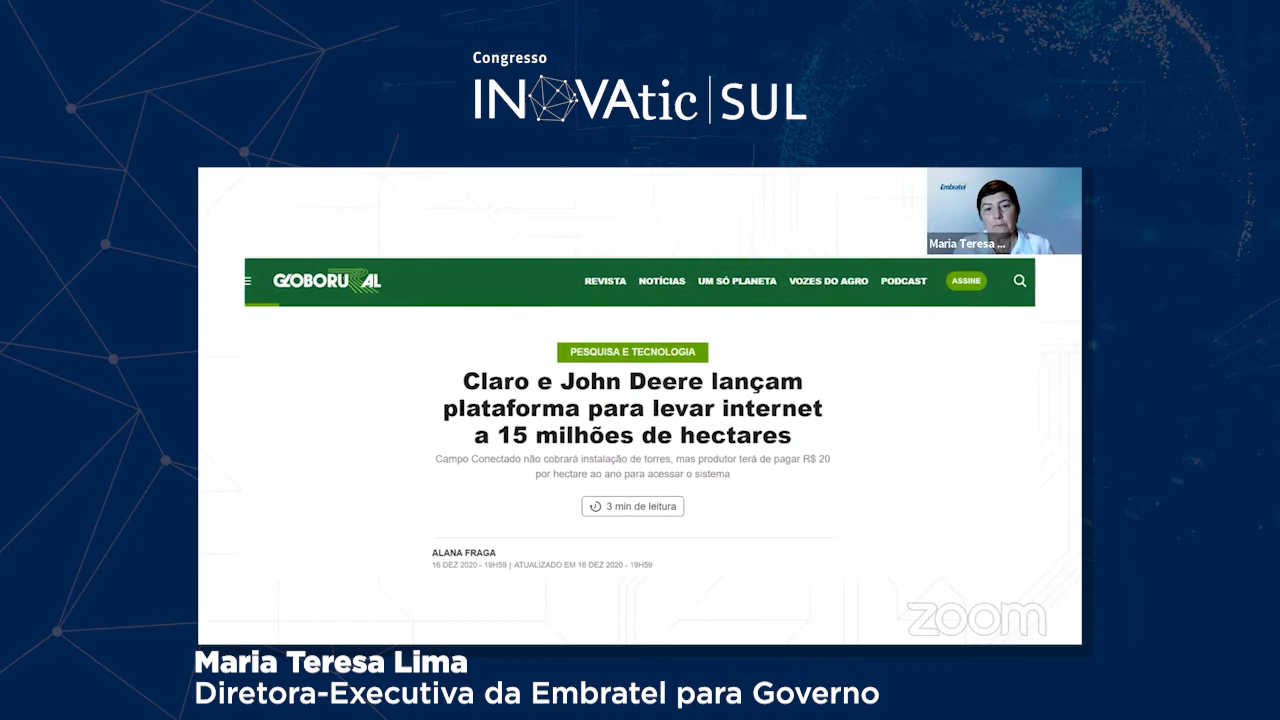 Congresso
INOVAtic | SUL
Embratel
Maria Teresa ...
GLOBORURAL
REVISTA NOTÍCIAS UM SÓ PLANETA VOZES DO AGRO PODCAST ASSINE
PESQUISA E TECNOLOGIA
Claro e John Deere lançam
plataforma para levar internet
a 15 milhões de hectares
Campo Conectado não cobrará instalação de torres, mas produtor terá de pagar R$ 20
por hectare ao ano para acessar o sistema
3 min de leitura
ALANA FRAGA
16 DEZ 2020 - 19H59 | ATUALIZADO EM 16 DEZ 2020 - 19H59
zoom
Maria Teresa Lima
Diretora-Executiva da Embratel para Governo